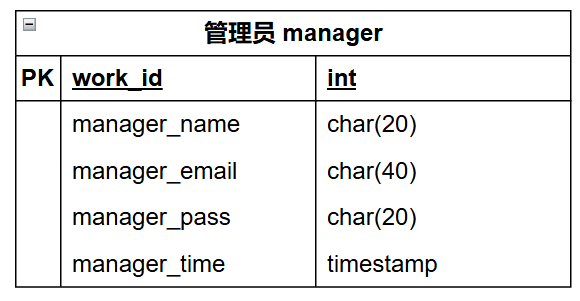 管理员 manager
PK work_id int
manager_name char(20)
manager_email char(40)
manager_pass char(20)
manager_time timestamp